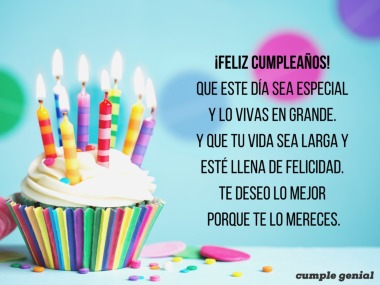 ¡FELIZ CUMPLEAÑOS!
QUE ESTE DÍA SEA ESPECIAL
Y LO VIVAS EN GRANDE.
Y QUE TU VIDA SEA LARGA Y
ESTÉ LLENA DE FELICIDAD.
TE DESEO LO MEJOR
PORQUE TE LO MERECES.
cumple genial